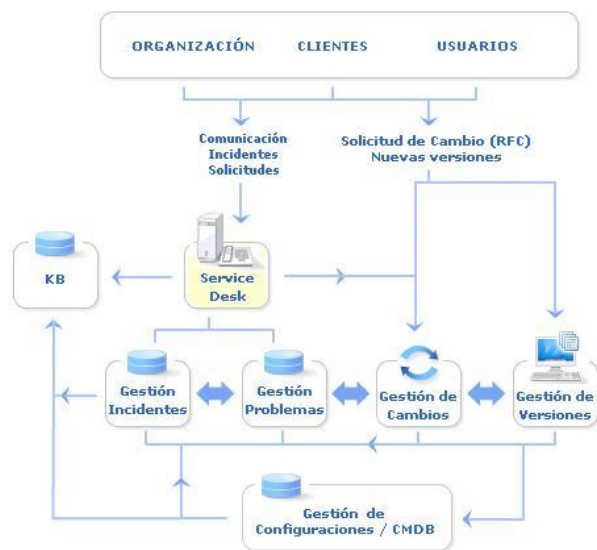 ORGANIZACIÓN CLIENTES USUARIOS
Comunicación
Incidentes
Solicitudes
Solicitud de Cambio (RFC)
Nuevas versiones
KB
Service
Desk
Gestión
Incidentes
Gestión
Problemas
Gestión de
Cambios
Gestión de
Versiones
Gestión de
Configuraciones / CMDB